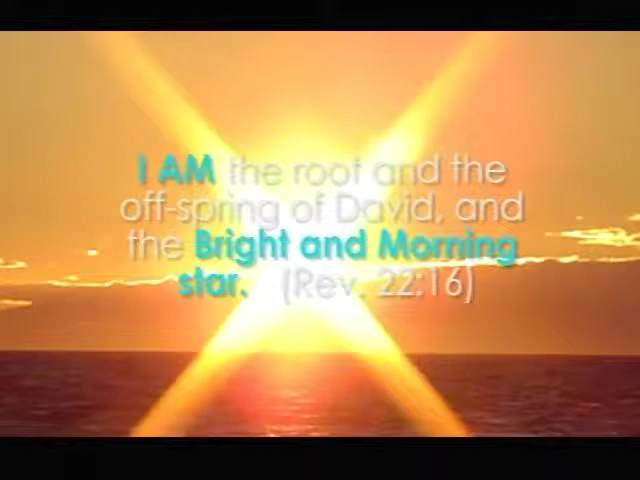 I AM the root and the
off-spring of David, and
the Bright and Morning
star. (Rev. 22:16)